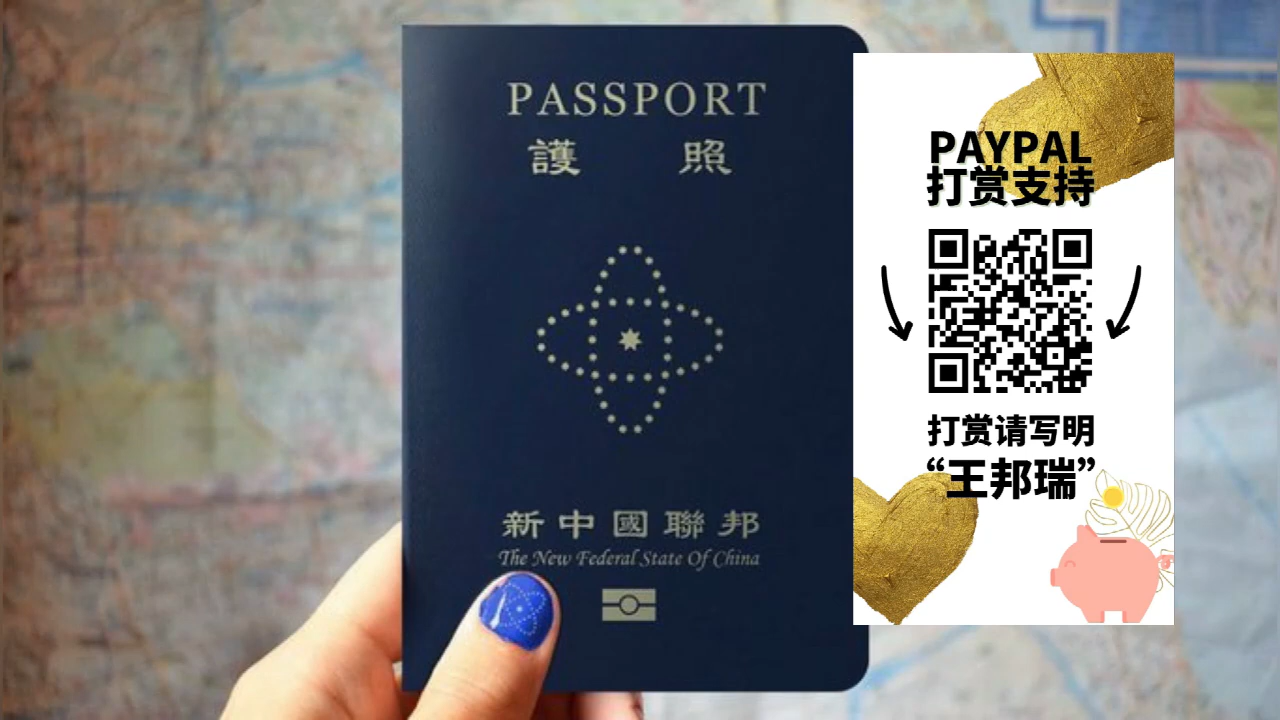 PASSPORT
護照
新中國聯邦
The New Federal State Of China
PAYPAL
打赏支持
打赏请写明
“王邦瑞”